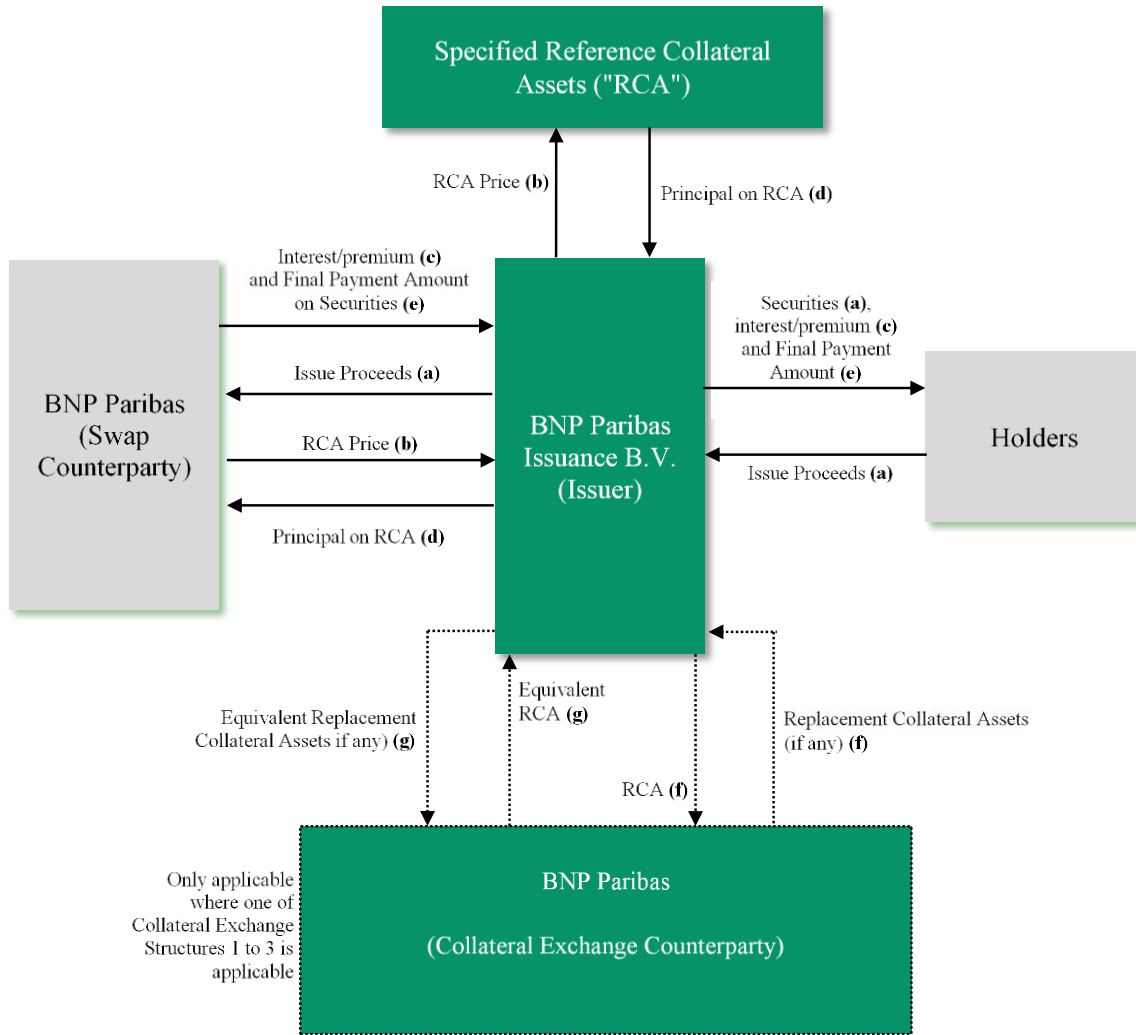 Specified Reference Collateral
Assets ("RCA")
RCA Price (b)
Principal on RCA (d)
Interest/premium (c)
and Final Payment Amount
on Securities (e)
Issue Proceeds (a)
RCA Price (b)
Principal on RCA (d)
BNP Paribas
(Swap
Counterparty)
BNP Paribas
Issuance B.V.
(Issuer)
Securities (a),
interest/premium (c)
and Final Payment
Amount (e)
Issue Proceeds (a)
Holders
Equivalent Replacement
Collateral Assets if any) (g)
Equivalent
RCA (g)
RCA (f)
Replacement Collateral Assets
(if any) (f)
Only applicable
where one of
Collateral Exchange
Structures 1 to 3 is
applicable
BNP Paribas
(Collateral Exchange Counterparty)